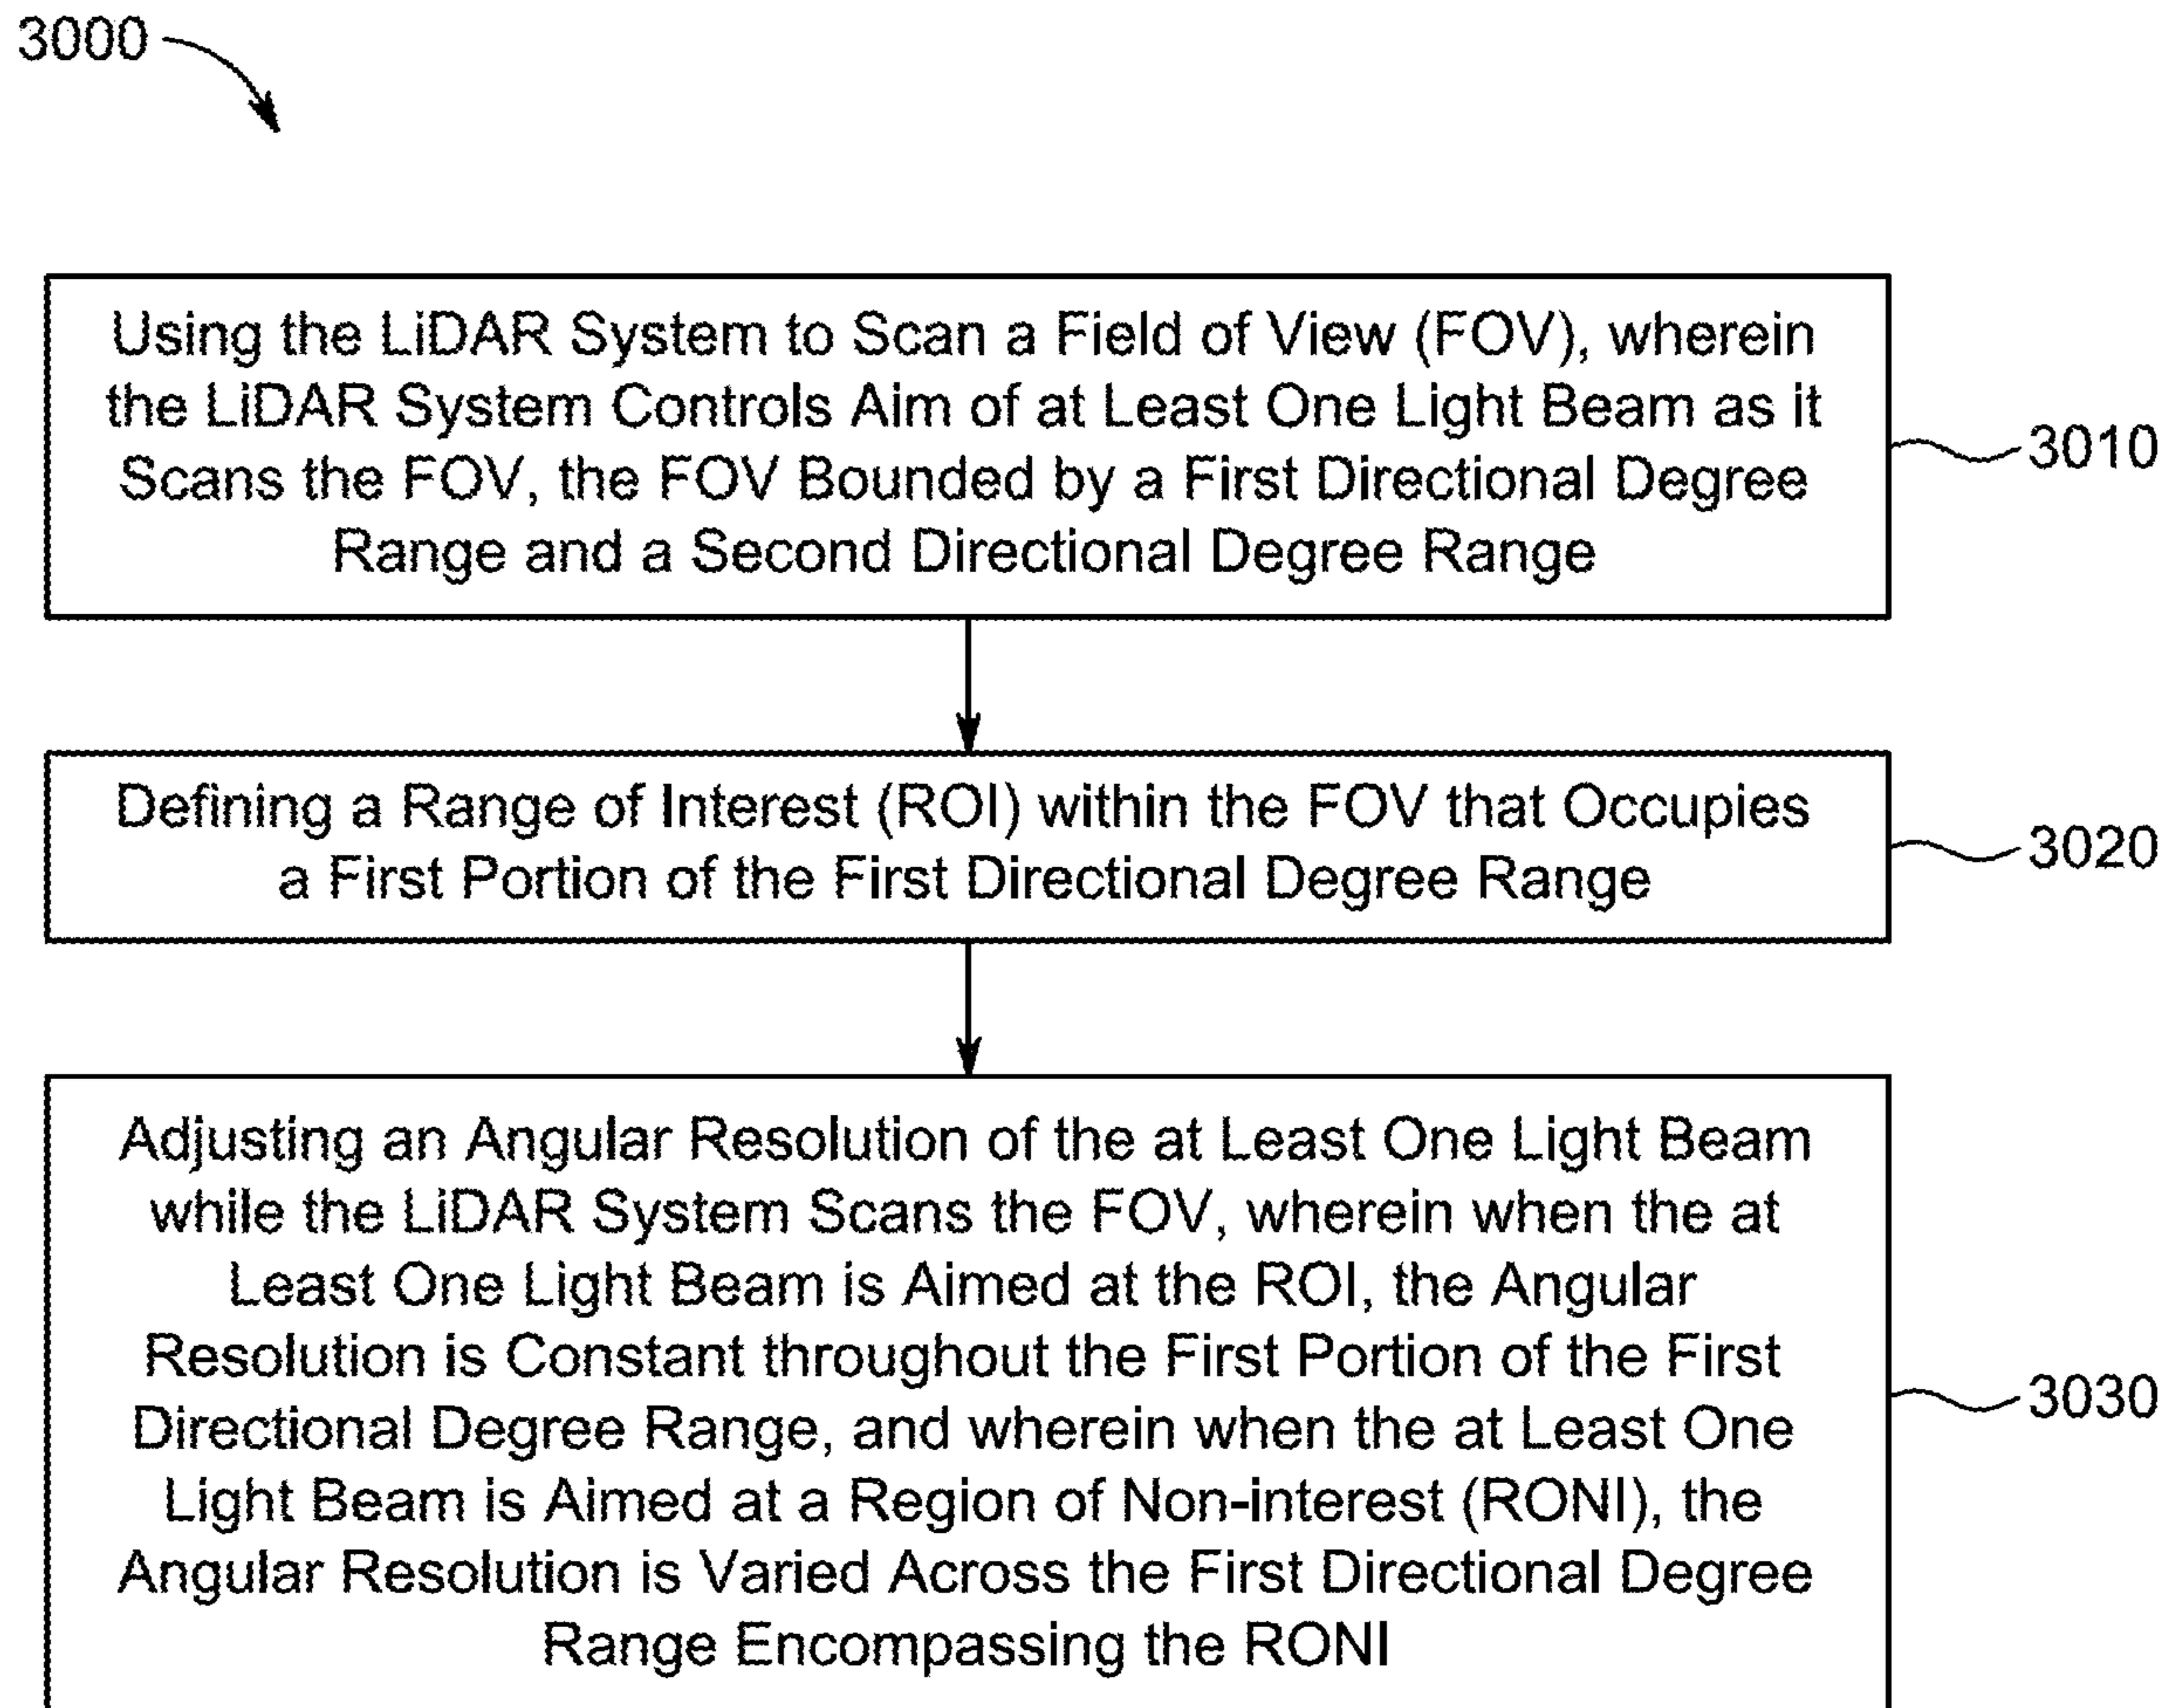 3000
Using the LiDAR System to Scan a Field of View (FOV), wherein
the LiDAR System Controls Aim of at Least One Light Beam as it
Scans the FOV, the FOV Bounded by a First Directional Degree
Range and a Second Directional Degree Range
3010
Defining a Range of Interest (ROI) within the FOV that Occupies
a First Portion of the First Directional Degree Range
3020
Adjusting an Angular Resolution of the at Least One Light Beam
while the LiDAR System Scans the FOV, wherein when the at
Least One Light Beam is Aimed at the ROI, the Angular
Resolution is Constant throughout the First Portion of the First
Directional Degree Range, and wherein when the at Least One
Light Beam is Aimed at a Region of Non-interest (RONI), the
Angular Resolution is Varied Across the First Directional Degree
Range Encompassing the RONI
3030